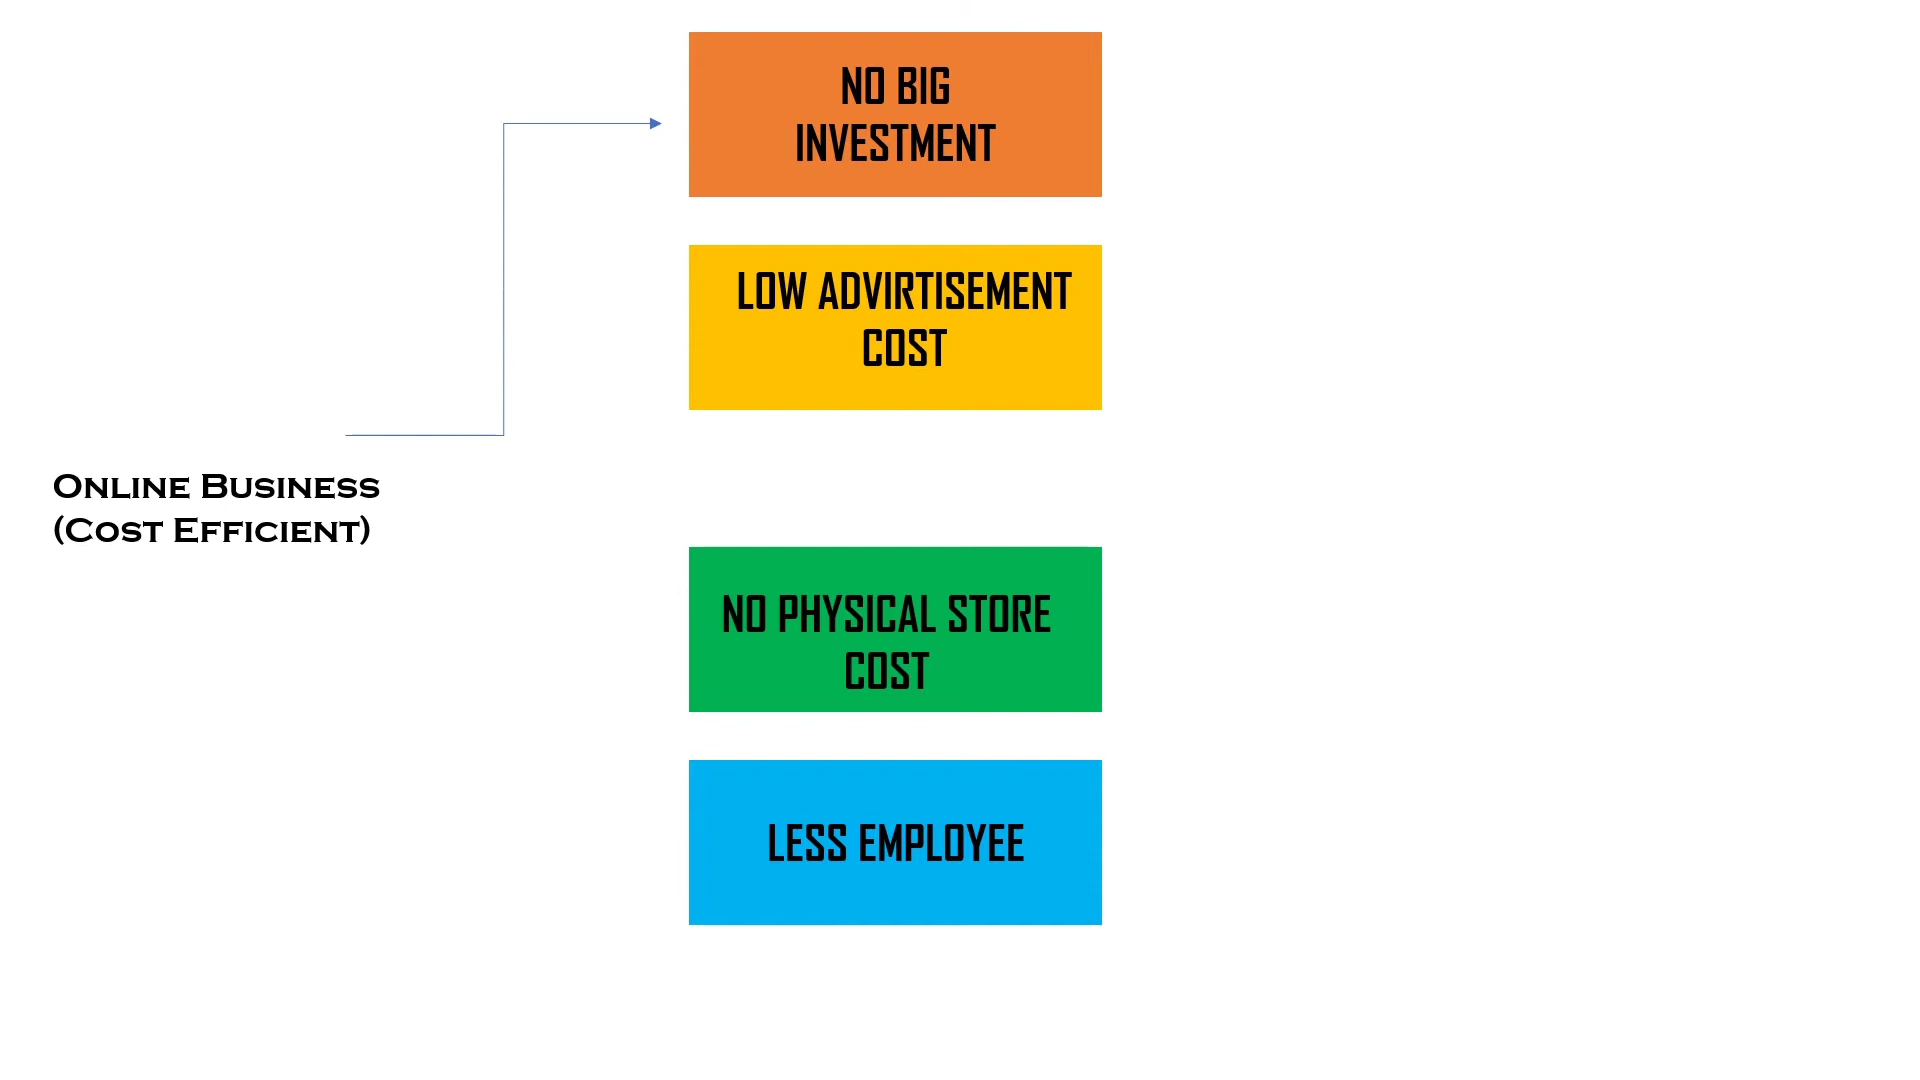 NO BIG
INVESTMENT
LOW ADVIRTISEMENT
COST
Online Business
(Cost Efficient)
NO PHYSICAL STORE
COST
LESS EMPLOYEE